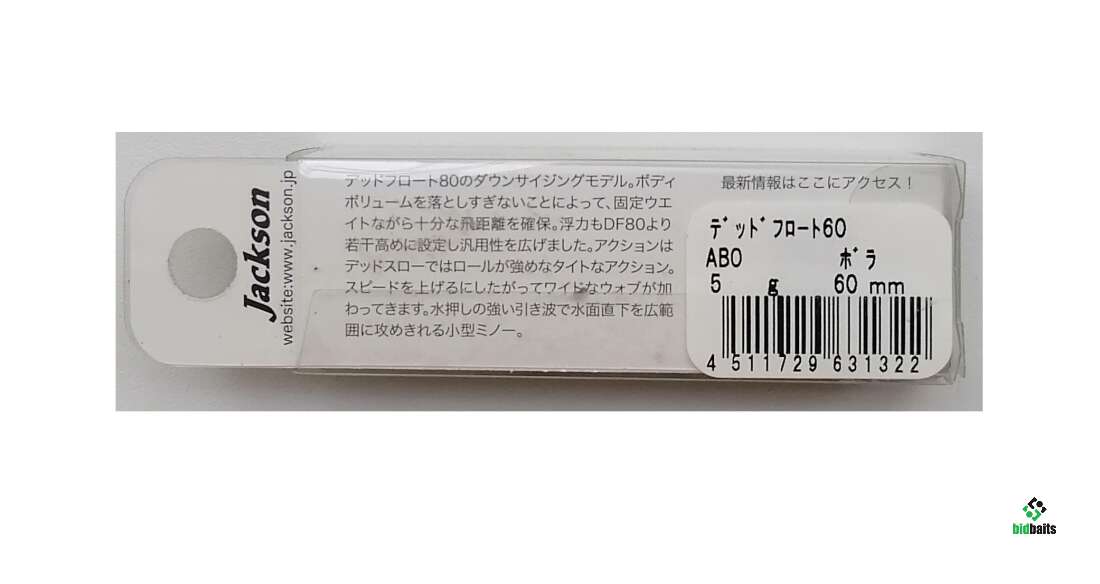 Jackson
website:www.jackson.jp
デッドフロート80のダウンサイジングモデル。ボディ
ボリュームを落としすぎないことによって、固定ウエ
イトながら十分な飛距離を確保。浮力もDF80より
若干高めに設定し汎用性を広げました。アクションは
デッドスローではロールが強めなタイトなアクション。
スピードを上げるにしたがってワイドなウォブが加
わってきます。水押しの強い引き波で水面直下を広範
囲に攻めきれる小型ミノー。
最新情報はここにアクセス！
ﾃﾞｯﾄﾞﾌﾛｰﾄ60
ABO ﾎﾞﾗ
5 g 60 mm
4 511729 631322
bidbaits